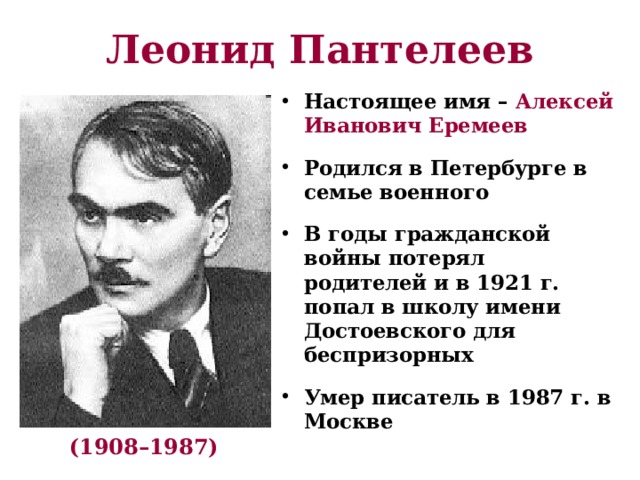 Леонид Пантелеев
• Настоящее имя – Алексей
Иванович Еремеев
• Родился в Петербурге в
семье военного
• В годы гражданской
войны потерял
родителей и в 1921 г.
попал в школу имени
Достоевского для
беспризорных
• Умер писатель в 1987 г. в
Москве
(1908–1987)